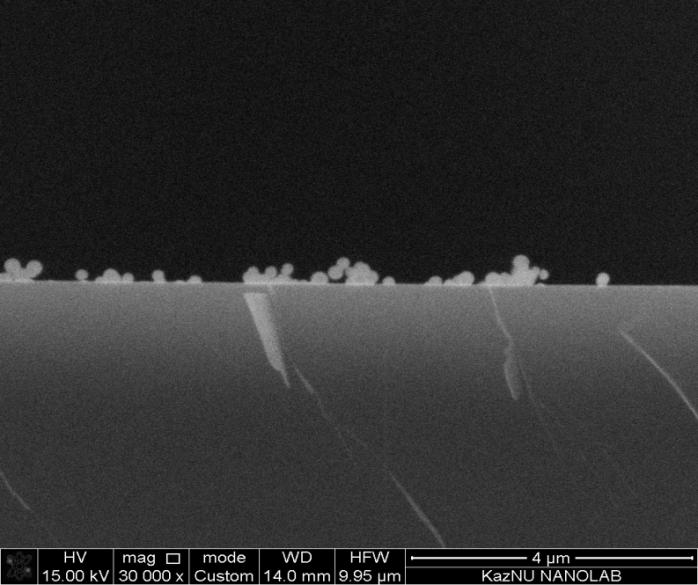 HV mag mode WD HFW 4 µm
15.00 kV 30 000 x Custom 14.0 mm 9.95 µm KazNU NANOLAB